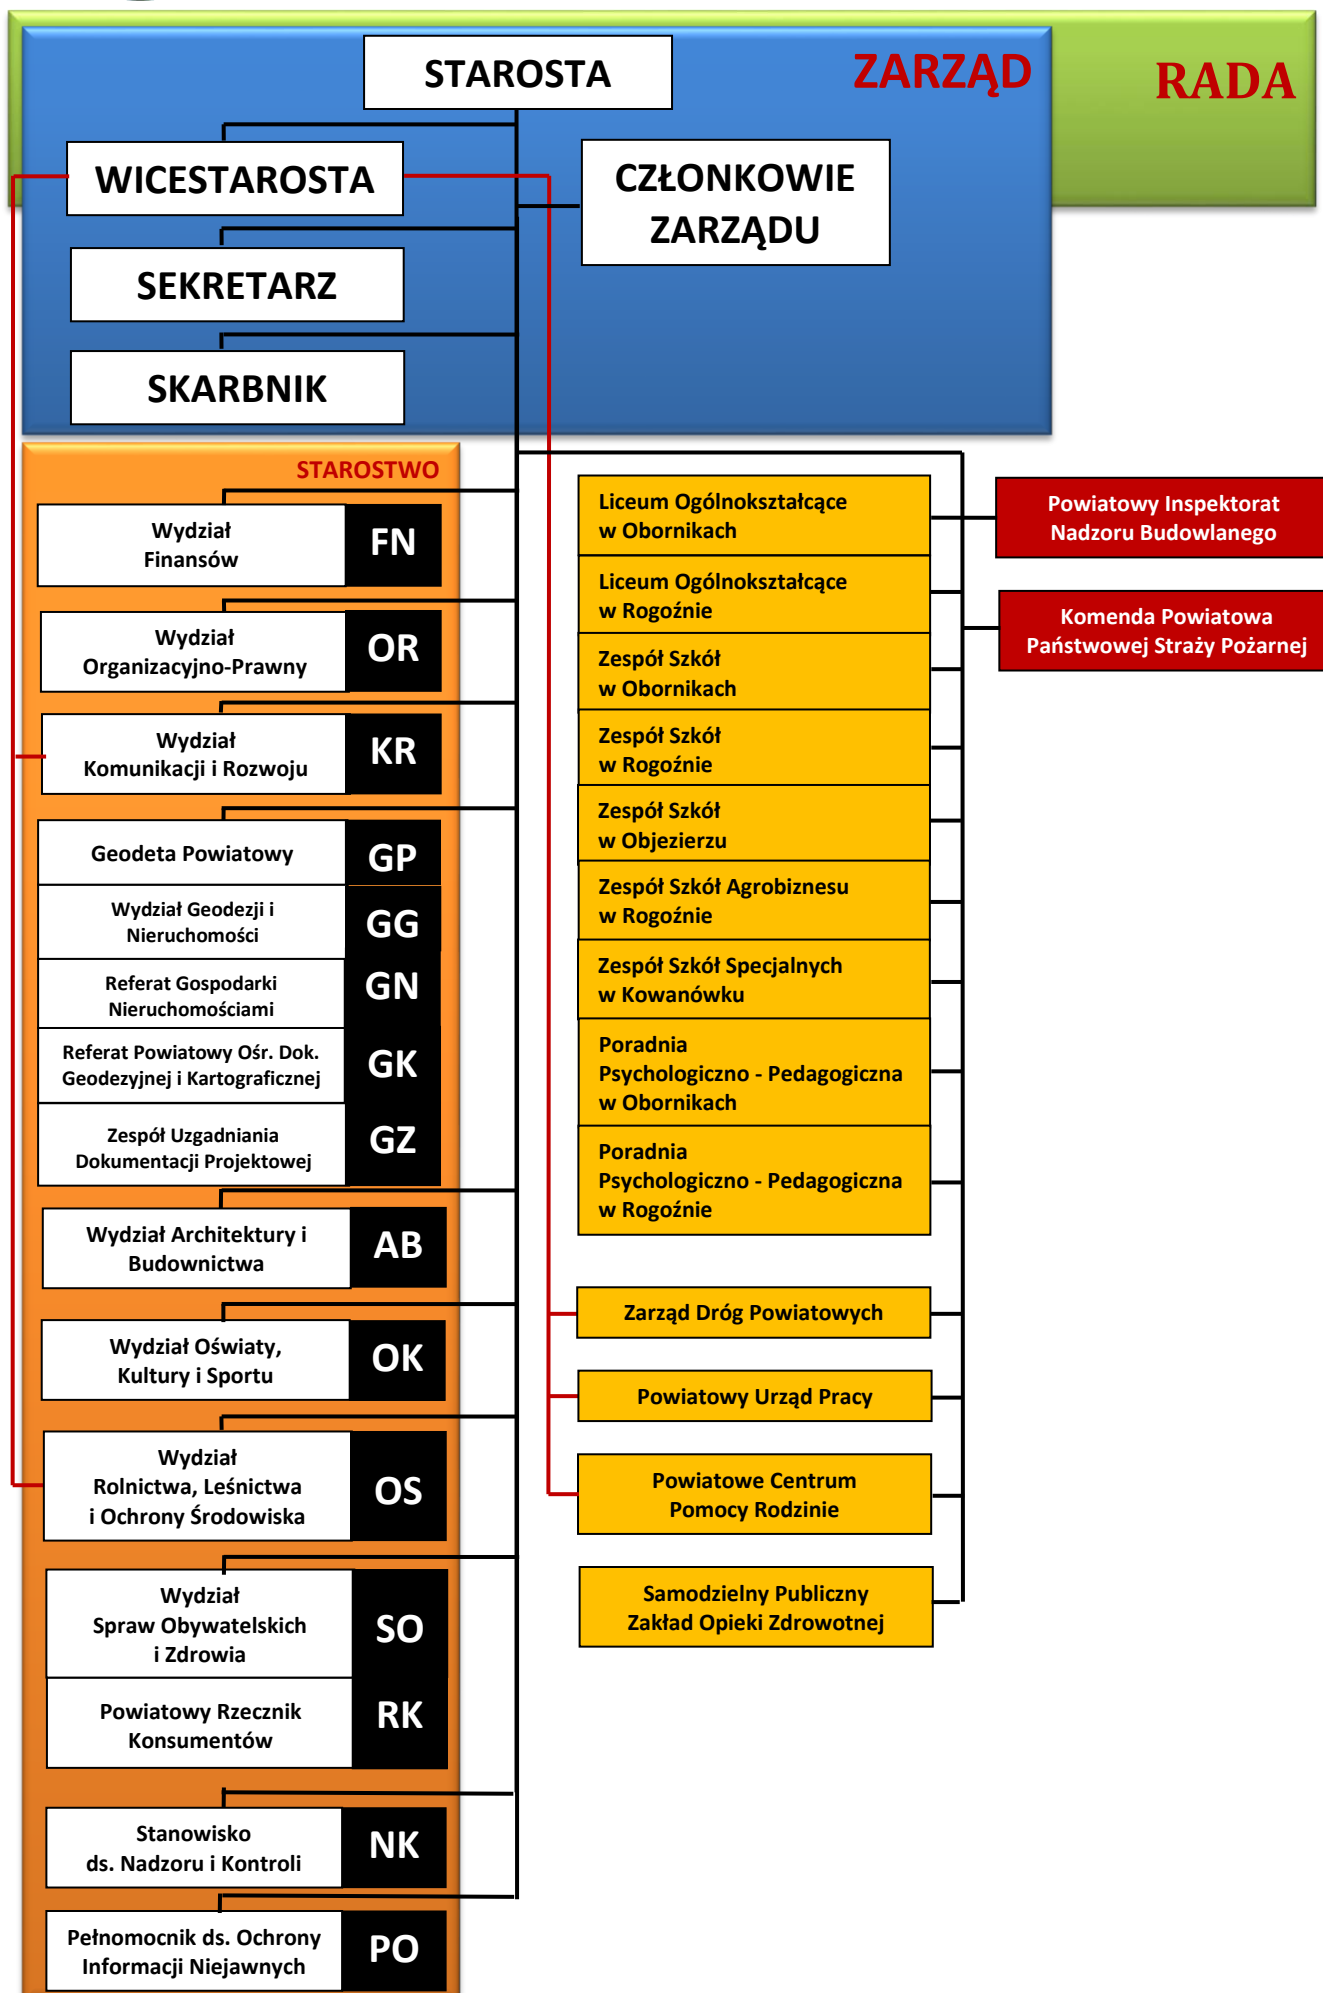 STAROSTA
ZARZĄD
RADA
WICESTAROSTA
CZŁONKOWIE
ZARZĄDU
SEKRETARZ
SKARBNIK
STAROSTWO
Wydział
Finansów
FN
Wydział
Organizacyjno-Prawny
OR
Wydział
Komunikacji i Rozwoju
KR
Geodeta Powiatowy
GP
Wydział Geodezji i
Nieruchomości
GG
Referat Gospodarki
Nieruchomościami
GN
Referat Powiatowy Ośr. Dok.
Geodezyjnej i Kartograficznej
GK
Zespół Uzgadniania
Dokumentacji Projektowej
GZ
Wydział Architektury i
Budownictwa
AB
Wydział Oświaty,
Kultury i Sportu
OK
Wydział
Rolnictwa, Leśnictwa
i Ochrony Środowiska
OS
Wydział
Spraw Obywatelskich
i Zdrowia
SO
Powiatowy Rzecznik
Konsumentów
RK
Stanowisko
ds. Nadzoru i Kontroli
NK
Pełnomocnik ds. Ochrony
Informacji Niejawnych
PO
Liceum Ogólnokształcące
w Obornikach
Liceum Ogólnokształcące
w Rogoźnie
Zespół Szkół
w Obornikach
Zespół Szkół
w Rogoźnie
Zespół Szkół
w Objezierzu
Zespół Szkół Agrobiznesu
w Rogoźnie
Zespół Szkół Specjalnych
w Kowanówku
Poradnia
Psychologiczno - Pedagogiczna
w Obornikach
Poradnia
Psychologiczno - Pedagogiczna
w Rogoźnie
Zarząd Dróg Powiatowych
Powiatowy Urząd Pracy
Powiatowe Centrum
Pomocy Rodzinie
Samodzielny Publiczny
Zakład Opieki Zdrowotnej
Powiatowy Inspektorat
Nadzoru Budowlanego
Komenda Powiatowa
Państwowej Straży Pożarnej